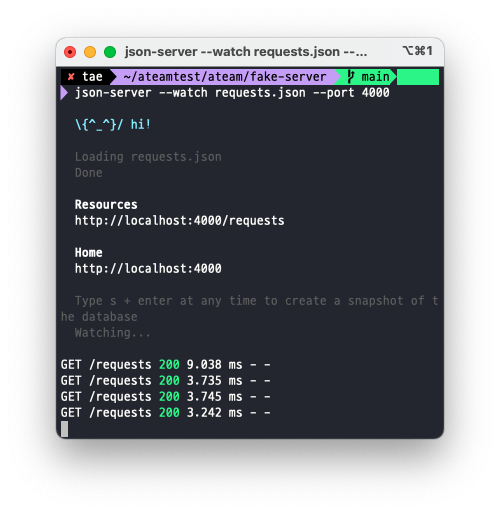 json-server --watch requests.json --... ⌥⌘1
✘ tae ~/ateamtest/ateam/fake-server main
json-server --watch requests.json --port 4000
\{^_^}/ hi!
Loading requests.json
Done
Resources
http://localhost:4000/requests
Home
http://localhost:4000
Type s + enter at any time to create a snapshot of t
he database
Watching...
GET /requests 200 9.038 ms - -
GET /requests 200 3.735 ms - -
GET /requests 200 3.745 ms - -
GET /requests 200 3.242 ms - -